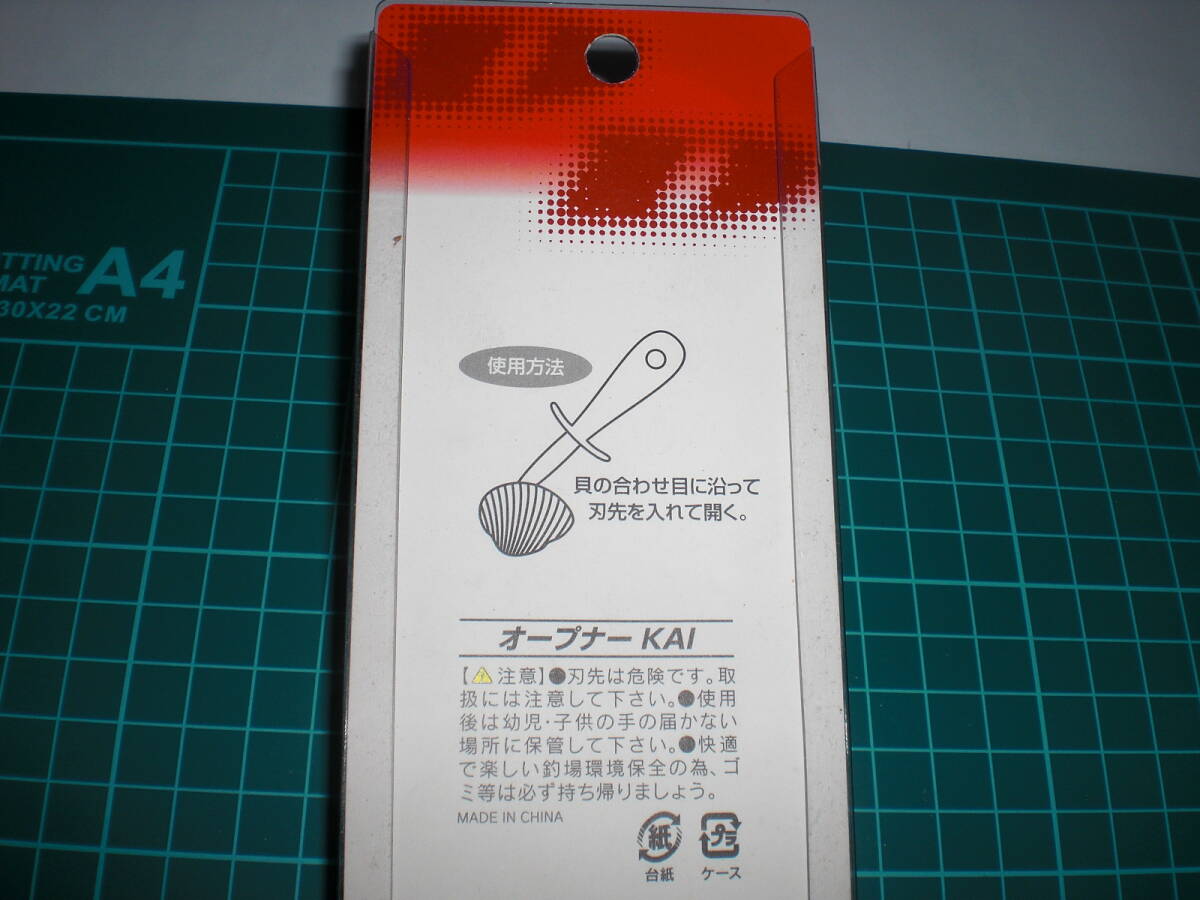 TTING
MAT
A4
30X22 CM
使用方法
貝の合わせ目に沿って
刃先を入れて開く。
オープナー KAI
【⚠注意】●刃先は危険です。取
扱には注意して下さい。●使用
後は幼児・子供の手の届かない
場所に保管して下さい。●快適
で楽しい釣場環境保全の為、ゴ
ミ等は必ず持ち帰りましょう。
MADE IN CHINA
紙
プラ
台紙
ケース